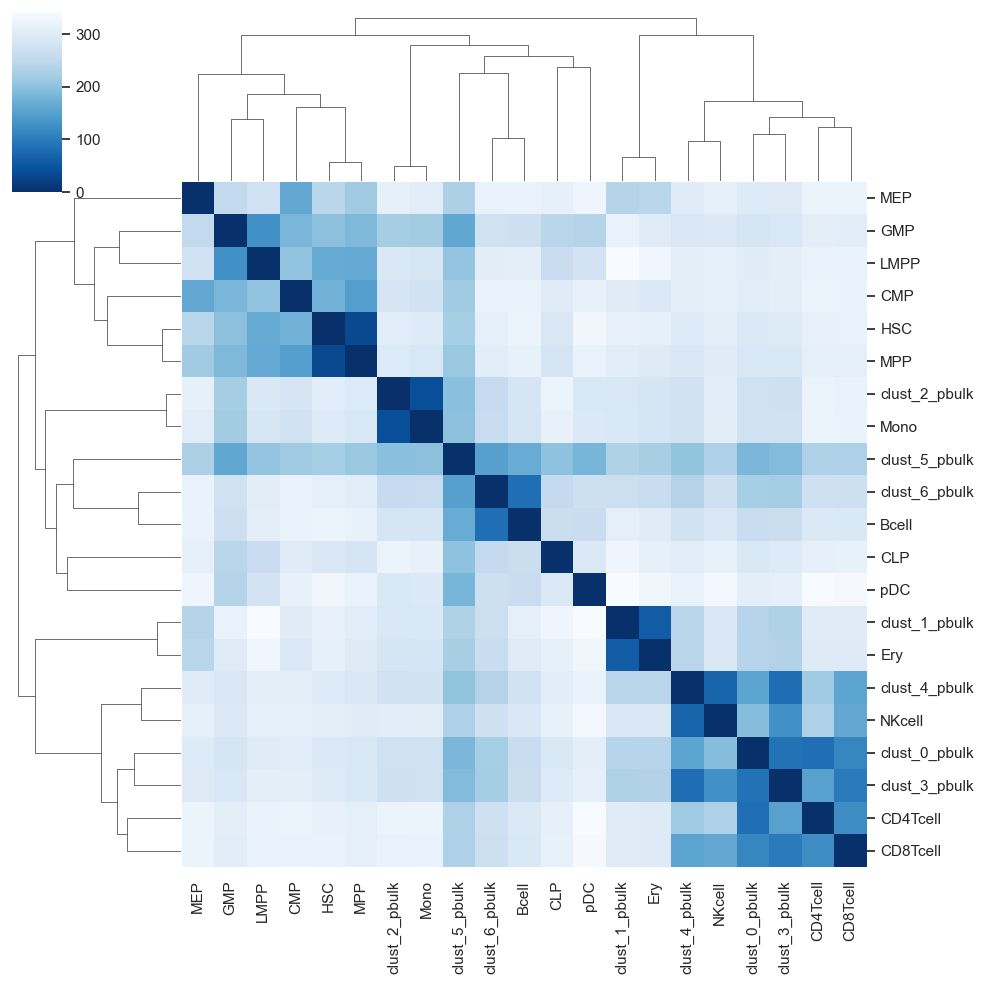 300
200
100
0
MEP
GMP
LMPP
CMP
HSC
MPP
clust_2_pbulk
Mono
clust_5_pbulk
clust_6_pbulk
Bcell
CLP
pDC
clust_1_pbulk
Ery
clust_4_pbulk
NKcell
clust_0_pbulk
clust_3_pbulk
CD4Tcell
CD8Tcell
MEP
GMP
LMPP
CMP
HSC
MPP
clust_2_pbulk
Mono
clust_5_pbulk
clust_6_pbulk
Bcell
CLP
pDC
clust_1_pbulk
Ery
clust_4_pbulk
NKcell
clust_0_pbulk
clust_3_pbulk
CD4Tcell
CD8Tcell